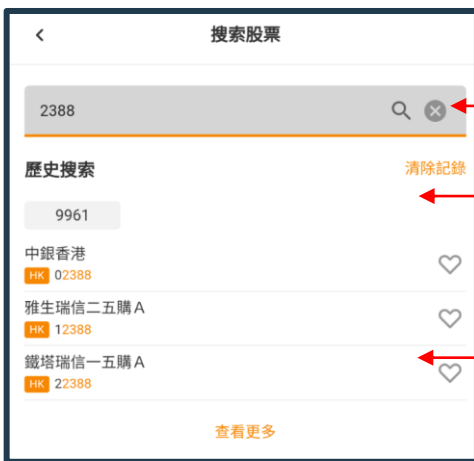 搜索股票
2388
歷史搜索 清除記錄
9961
中銀香港
HK 02388
雅生瑞信二五購A
HK 12388
鐵塔瑞信一五購A
HK 22388
查看更多